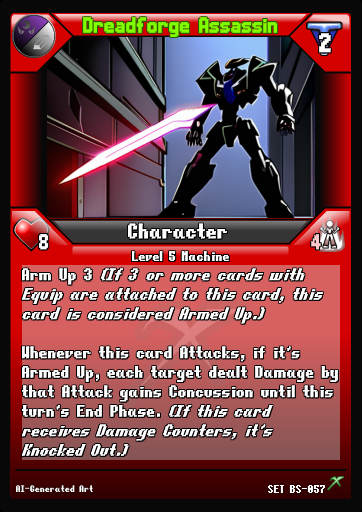 Dreadforge Assassin
2
Character
8
4
Level 5 Machine
Arm Up 3 (If 3 or more cards with
Equip are attached to this card, this
card is considered Armed Up.)
Whenever this card Attacks, if it's
Armed Up, each target dealt Damage by
that Attack gains Concussion until this
turn's End Phase. (If this card
receives Damage Counters, it's
Knocked Out.)
AI-Generated Art
SET BS-057